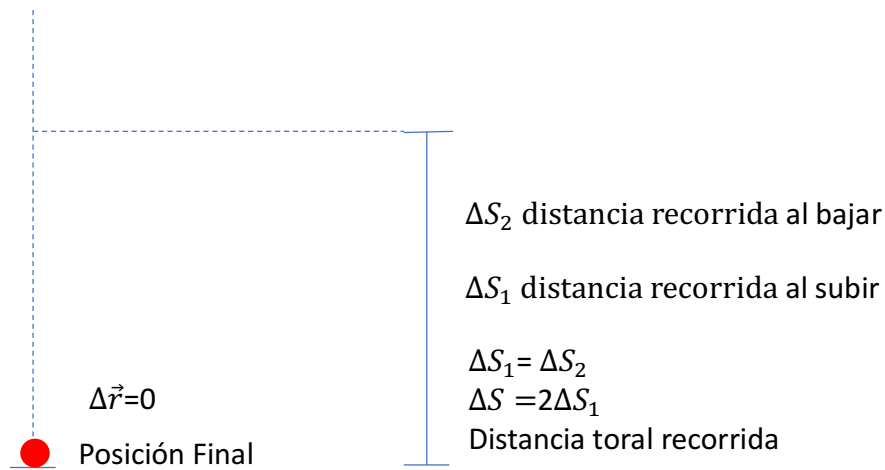 ΔS₂ distancia recorrida al bajar
ΔS₁ distancia recorrida al subir
ΔS₁= ΔS₂
ΔS =2ΔS₁
Distancia toral recorrida
Δr⃗=0
Posición Final